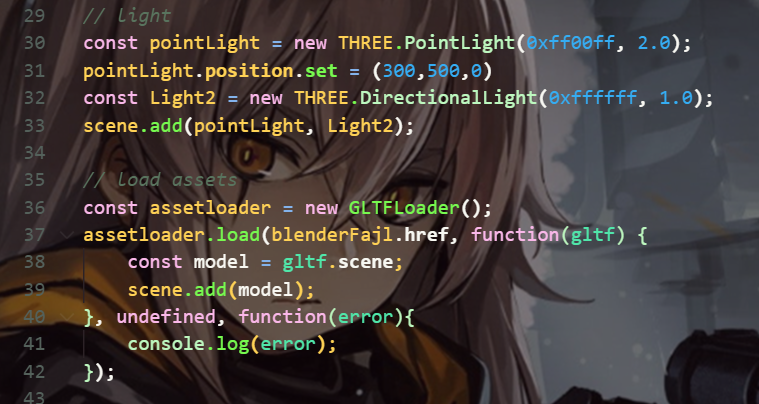 29 // light
30 const pointLight = new THREE.PointLight(0xff00ff, 2.0);
31 pointLight.position.set = (300,500,0)
32 const Light2 = new THREE.DirectionalLight(0xffffff, 1.0);
33 scene.add(pointLight, Light2);
34
35 // load assets
36 const assetloader = new GLTFLoader();
37 assetloader.load(blenderFajl.href, function(gltf) {
38     const model = gltf.scene;
39     scene.add(model);
40 }, undefined, function(error){
41     console.log(error);
42 });
43